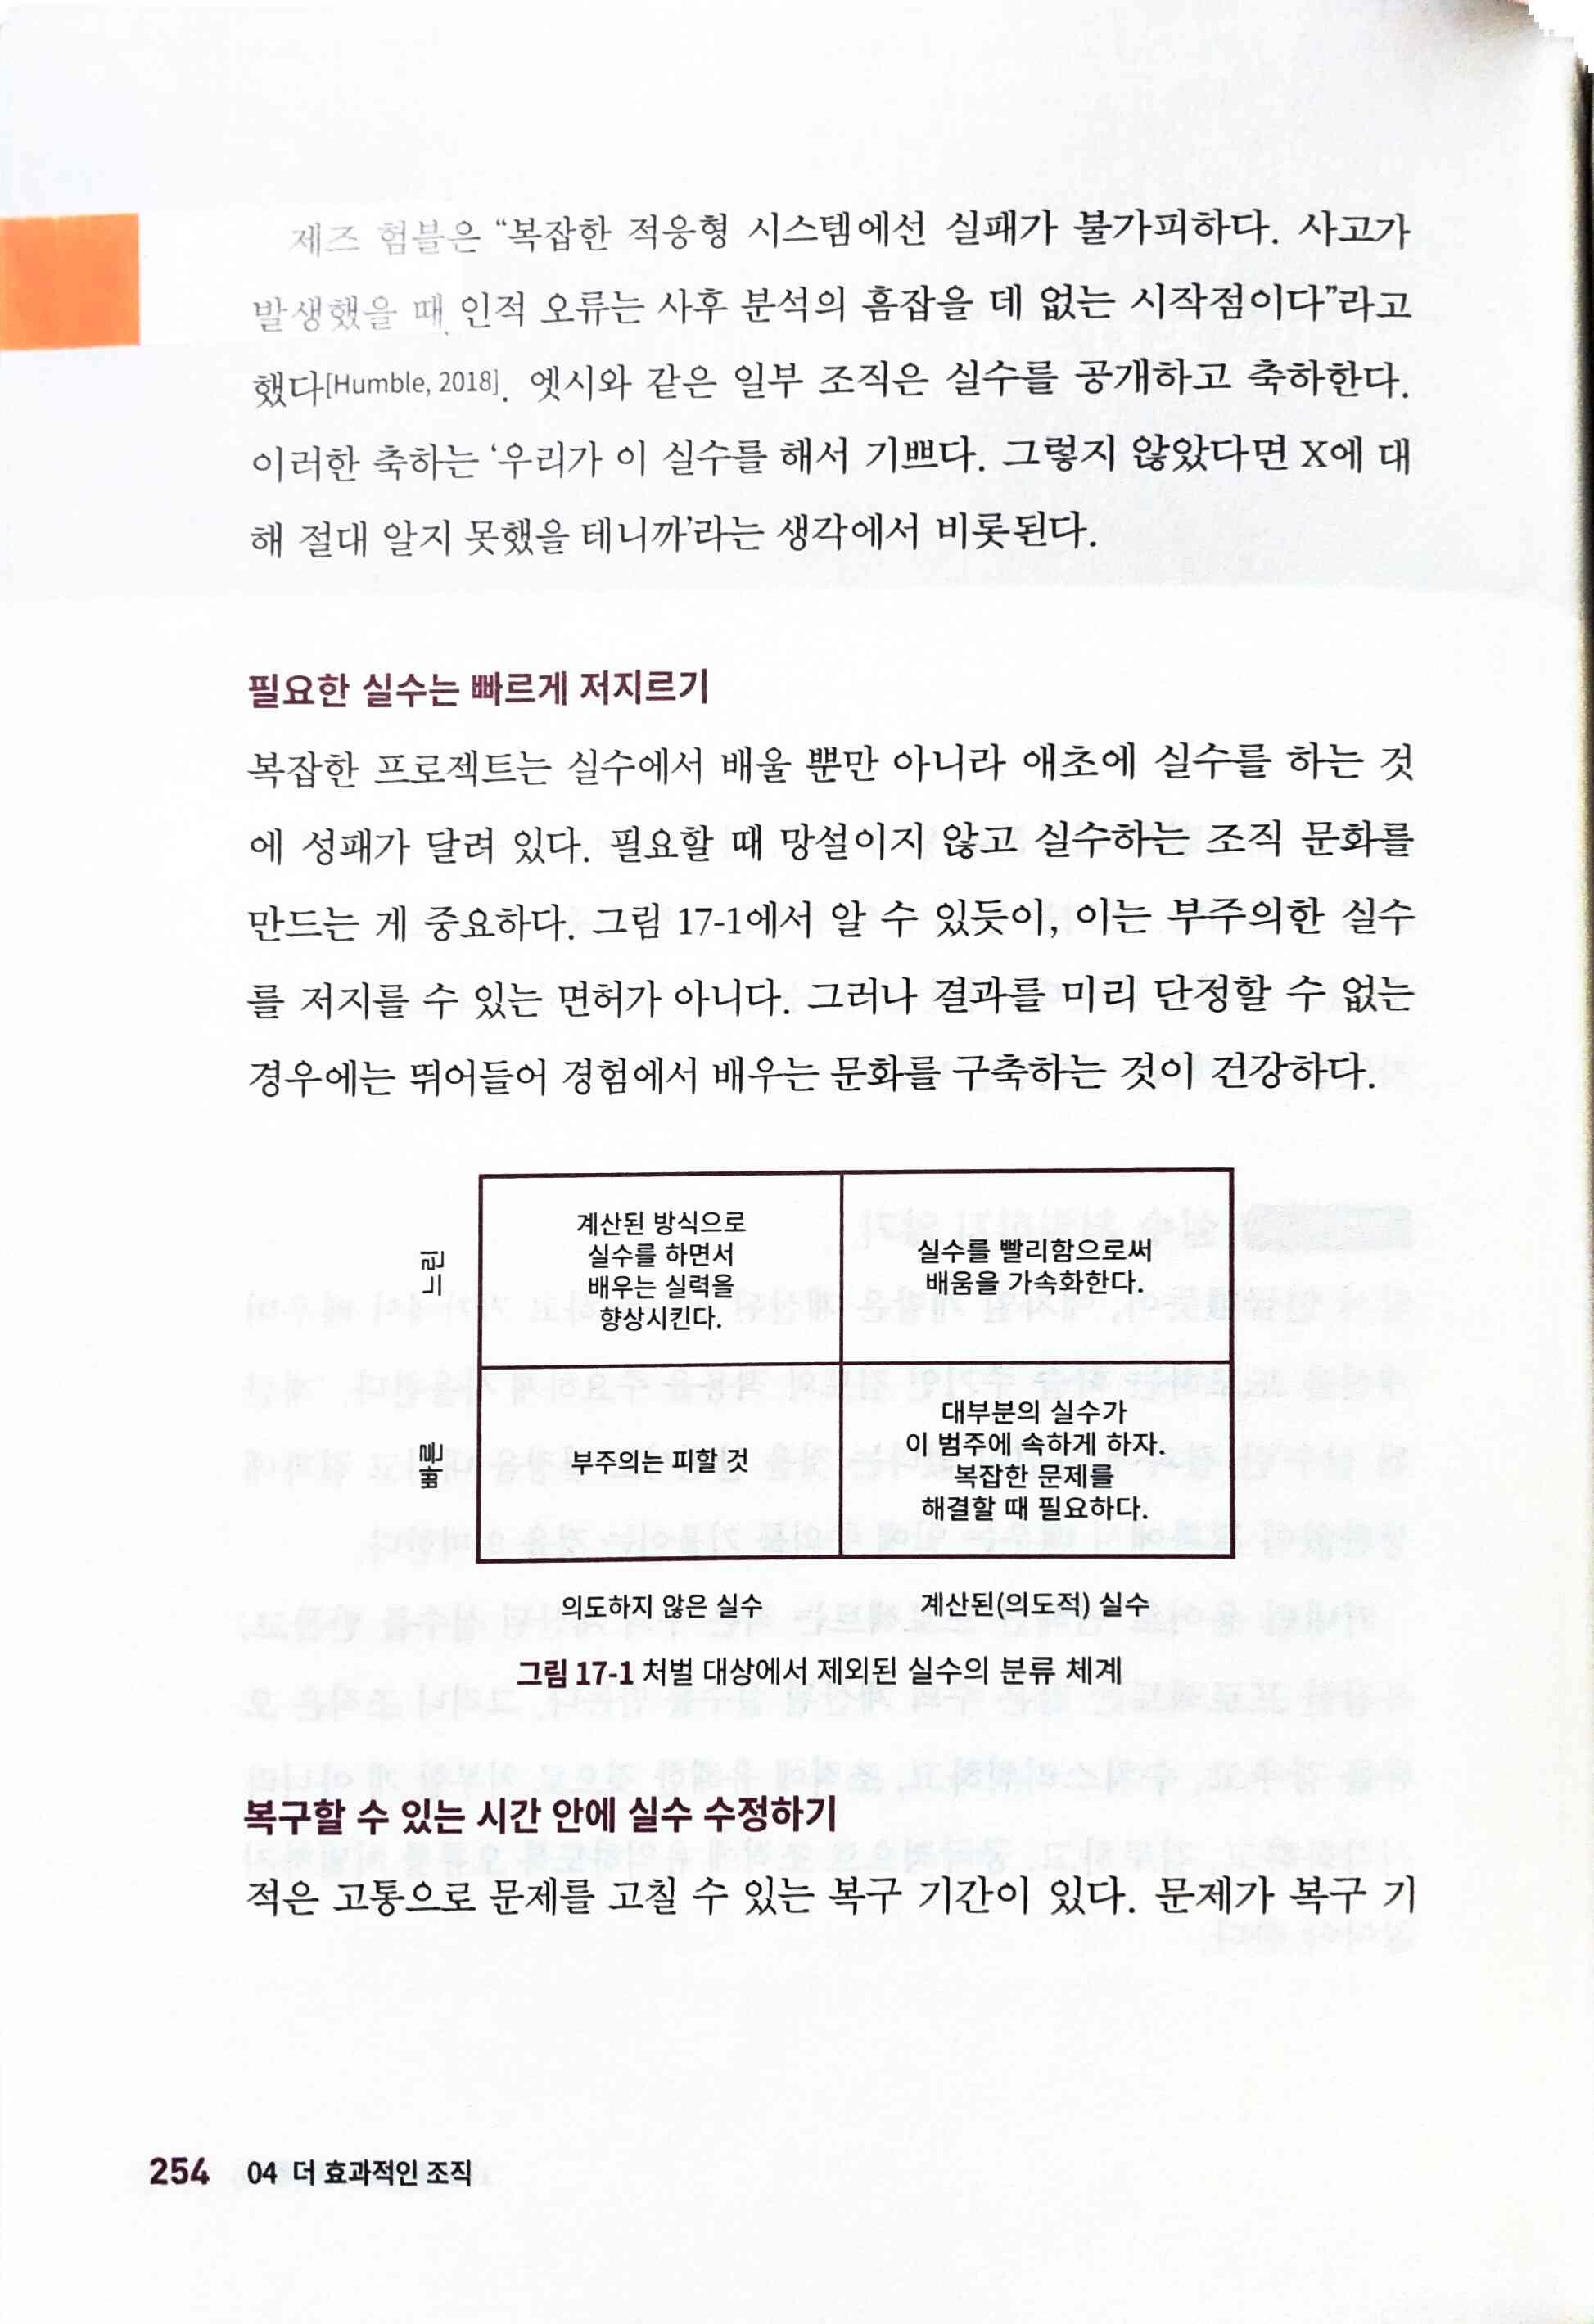 제즈 험블은 “복잡한 적응형 시스템에선 실패가 불가피하다. 사고가
발생했을 때, 인적 오류는 사후 분석의 흠잡을 데 없는 시작점이다”라고
했다[Humble, 2018]. 엣시와 같은 일부 조직은 실수를 공개하고 축하한다.
이러한 축하는 ‘우리가 이 실수를 해서 기쁘다. 그렇지 않았다면 X에 대
해 절대 알지 못했을 테니까’라는 생각에서 비롯된다.
필요한 실수는 빠르게 저지르기
복잡한 프로젝트는 실수에서 배울 뿐만 아니라 애초에 실수를 하는 것
에 성패가 달려 있다. 필요할 때 망설이지 않고 실수하는 조직 문화를
만드는 게 중요하다. 그림 17-1에서 알 수 있듯이, 이는 부주의한 실수
를 저지를 수 있는 면허가 아니다. 그러나 결과를 미리 단정할 수 없는
경우에는 뛰어들어 경험에서 배우는 문화를 구축하는 것이 건강하다.
느린
계산된 방식으로
실수를 하면서
배우는 실력을
향상시킨다.
실수를 빨리함으로써
배움을 가속화한다.
빠른
부주의는 피할 것
대부분의 실수가
이 범주에 속하게 하자.
복잡한 문제를
해결할 때 필요하다.
의도하지 않은 실수
계산된(의도적) 실수
그림 17-1 처벌 대상에서 제외된 실수의 분류 체계
복구할 수 있는 시간 안에 실수 수정하기
적은 고통으로 문제를 고칠 수 있는 복구 기간이 있다. 문제가 복구 기
254 04 더 효과적인 조직